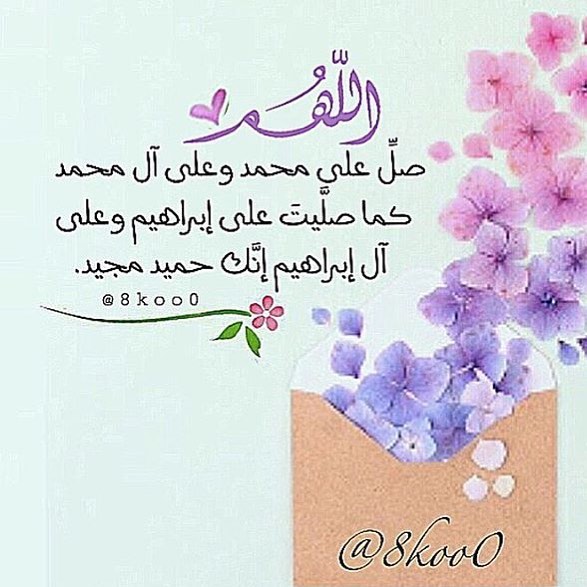 اللَّهُم
صلِّ على محمد وعلى آل محمد
كما صلَّيتَ على إبراهيم وعلى
آل إبراهيم إنَّك حميد مجيد.
@8koo0
@8koo0